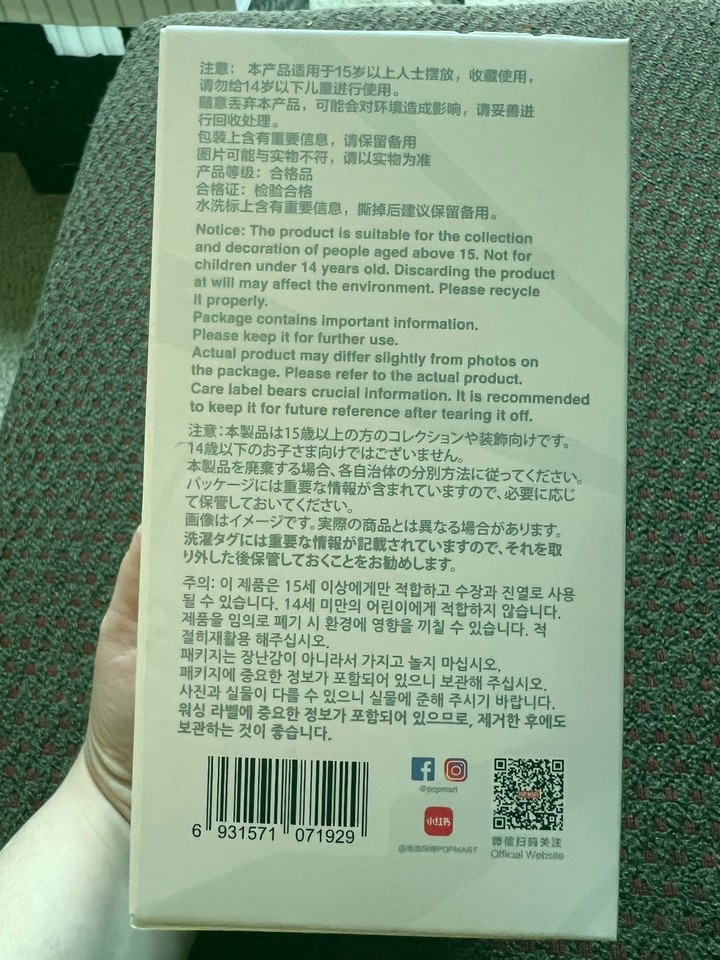 注意： 本产品适用于15岁以上人士摆放，收藏使用，
请勿给14岁以下儿童进行使用。
随意丢弃本产品，可能会对环境造成影响，请妥善进
行回收处理。
包装上含有重要信息，请保留备用
图片可能与实物不符，请以实物为准
产品等级：合格品
合格证：检验合格
水洗标上含有重要信息，撕掉后建议保留备用。
Notice: The product is suitable for the collection
and decoration of people aged above 15. Not for
children under 14 years old. Discarding the product
at will may affect the environment. Please recycle
it properly.
Package contains important information.
Please keep it for further use.
Actual product may differ slightly from photos on
the package. Please refer to the actual product.
Care label bears crucial information. It is recommended
to keep it for future reference after tearing it off.
注意：本製品は15歳以上の方のコレクションや装飾向けです。
14歳以下のお子さま向けではございません。
本製品を廃棄する場合、各自治体の分別方法に従ってください。
パッケージには重要な情報が含まれていますので、必要に応じ
て保管しておいてください。
画像はイメージです。実際の商品とは異なる場合があります。
洗濯タグには重要な情報が記載されていますので、それを取
り外した後保管しておくことをお勧めします。
주의: 이 제품은 15세 이상에게만 적합하고 수장과 진열로 사용
될 수 있습니다. 14세 미만의 어린이에게 적합하지 않습니다.
제품을 임의로 폐기 시 환경에 영향을 끼칠 수 있습니다. 적
절히재활용 해주십시오.
패키지는 장난감이 아니라서 가지고 놀지 마십시오.
패키지에 중요한 정보가 포함되어 있으니 보관해 주십시오.
사진과 실물이 다를 수 있으니 실물에 준해 주시기 바랍니다.
워싱 라벨에 중요한 정보가 포함되어 있으므로, 제거한 후에도
보관하는 것이 좋습니다.
@popmart
POP MART
小红书
6 931571 071929
@泡泡玛特POPMART
微信扫码关注
Official Website